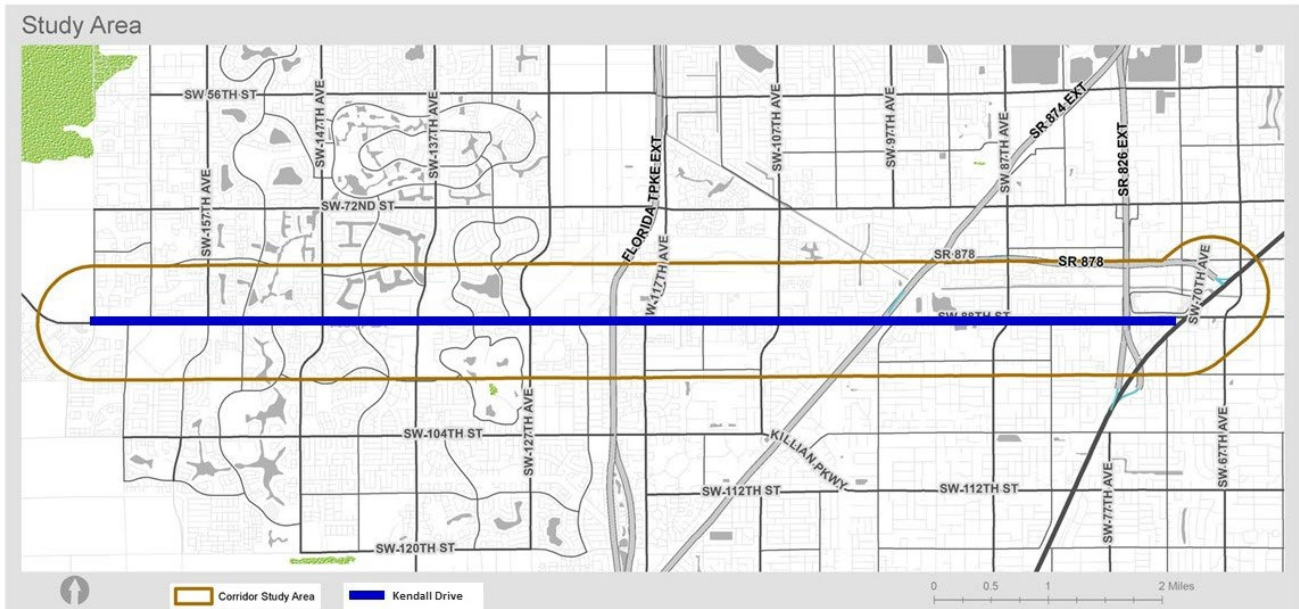 Study Area
SW 56TH ST
SW-147TH AVE
SW-137TH AVE
SW-157TH AVE
SW-72ND ST
FLORIDA TPKE EXT
W-117TH AVE
SW-107TH AVE
SW-97TH AVE
SW 87TH AVE
SR 874 EXT
SR 826 EXT
SR 878
SR 878
SW-70TH AVE
SW-88TH ST
SW-104TH ST
SW-127TH AVE
KILLIAN PKWY
SW-112TH ST
SW-112TH ST
SW-77TH AVE
SW-67TH AVE
SW-120TH ST
Corridor Study Area
Kendall Drive
0 0.5 1 2 Miles